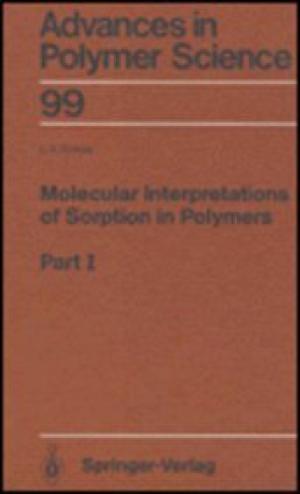 Advances in
Polymer Science
99
Molecular Interpretations
of Sorption in Polymers
Part I
Springer-Verlag